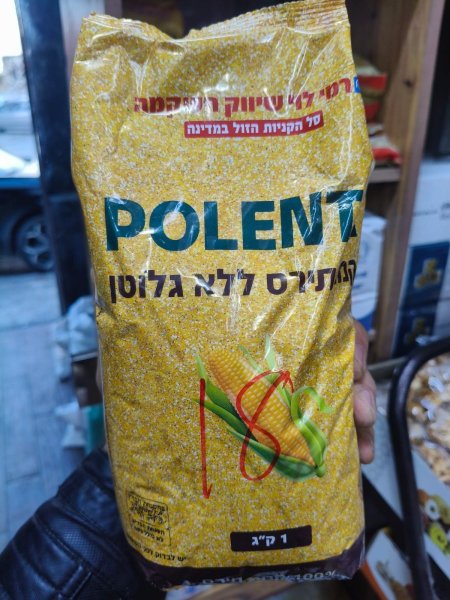 רמי לוי שיווק השקמה
סל הקניות הזול במדינה
POLENT
קמח תירס ללא גלוטן
18
1 ק"ג